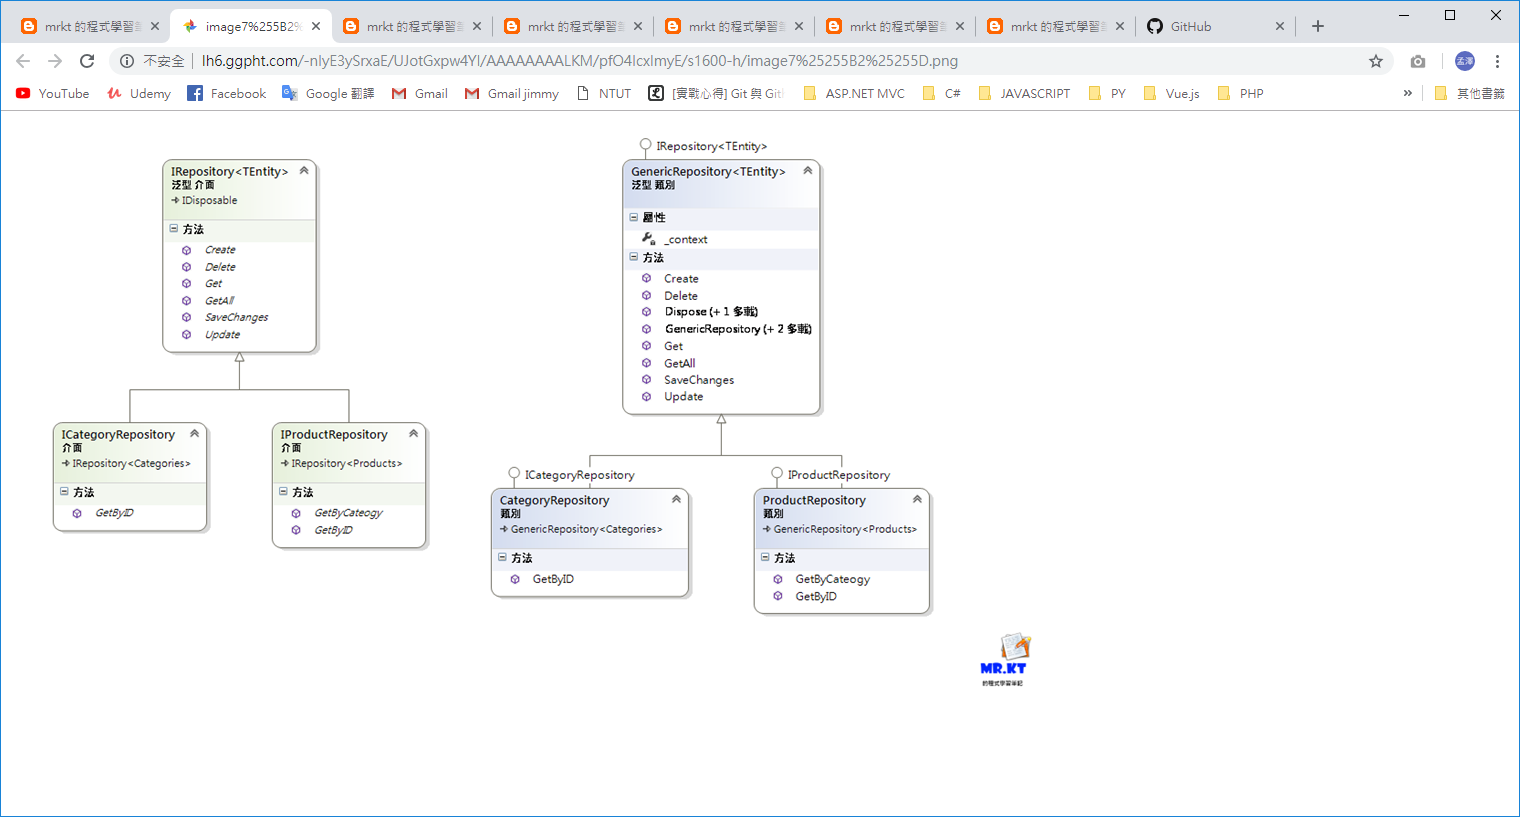 mrkt 的程式學習
image7%255B2%
mrkt 的程式學習
mrkt 的程式學習
mrkt 的程式學習
mrkt 的程式學習
mrkt 的程式學習
GitHub
不安全
lh6.ggpht.com/-nIyE3ySrxaE/UJotGxpw4YI/AAAAAAAALKM/pfO4IcxImyE/s1600-h/image7%25255B2%25255D.png
孟澤
YouTube
Udemy
Facebook
Google 翻譯
Gmail
Gmail jimmy
NTUT
[實戰心得] Git 與 Git
ASP.NET MVC
C#
JAVASCRIPT
PY
Vue.js
PHP
»
其他書籤
IRepository<TEntity>
泛型 介面
IDisposable
方法
Create
Delete
Get
GetAll
SaveChanges
Update
ICategoryRepository
介面
IRepository<Categories>
方法
GetByID
IProductRepository
介面
IRepository<Products>
方法
GetByCateogy
GetByID
IRepository<TEntity>
GenericRepository<TEntity>
泛型 類別
屬性
_context
方法
Create
Delete
Dispose (+ 1 多載)
GenericRepository (+ 2 多載)
Get
GetAll
SaveChanges
Update
ICategoryRepository
CategoryRepository
類別
GenericRepository<Categories>
方法
GetByID
IProductRepository
ProductRepository
類別
GenericRepository<Products>
方法
GetByCateogy
GetByID
MR.KT
的程式學習筆記